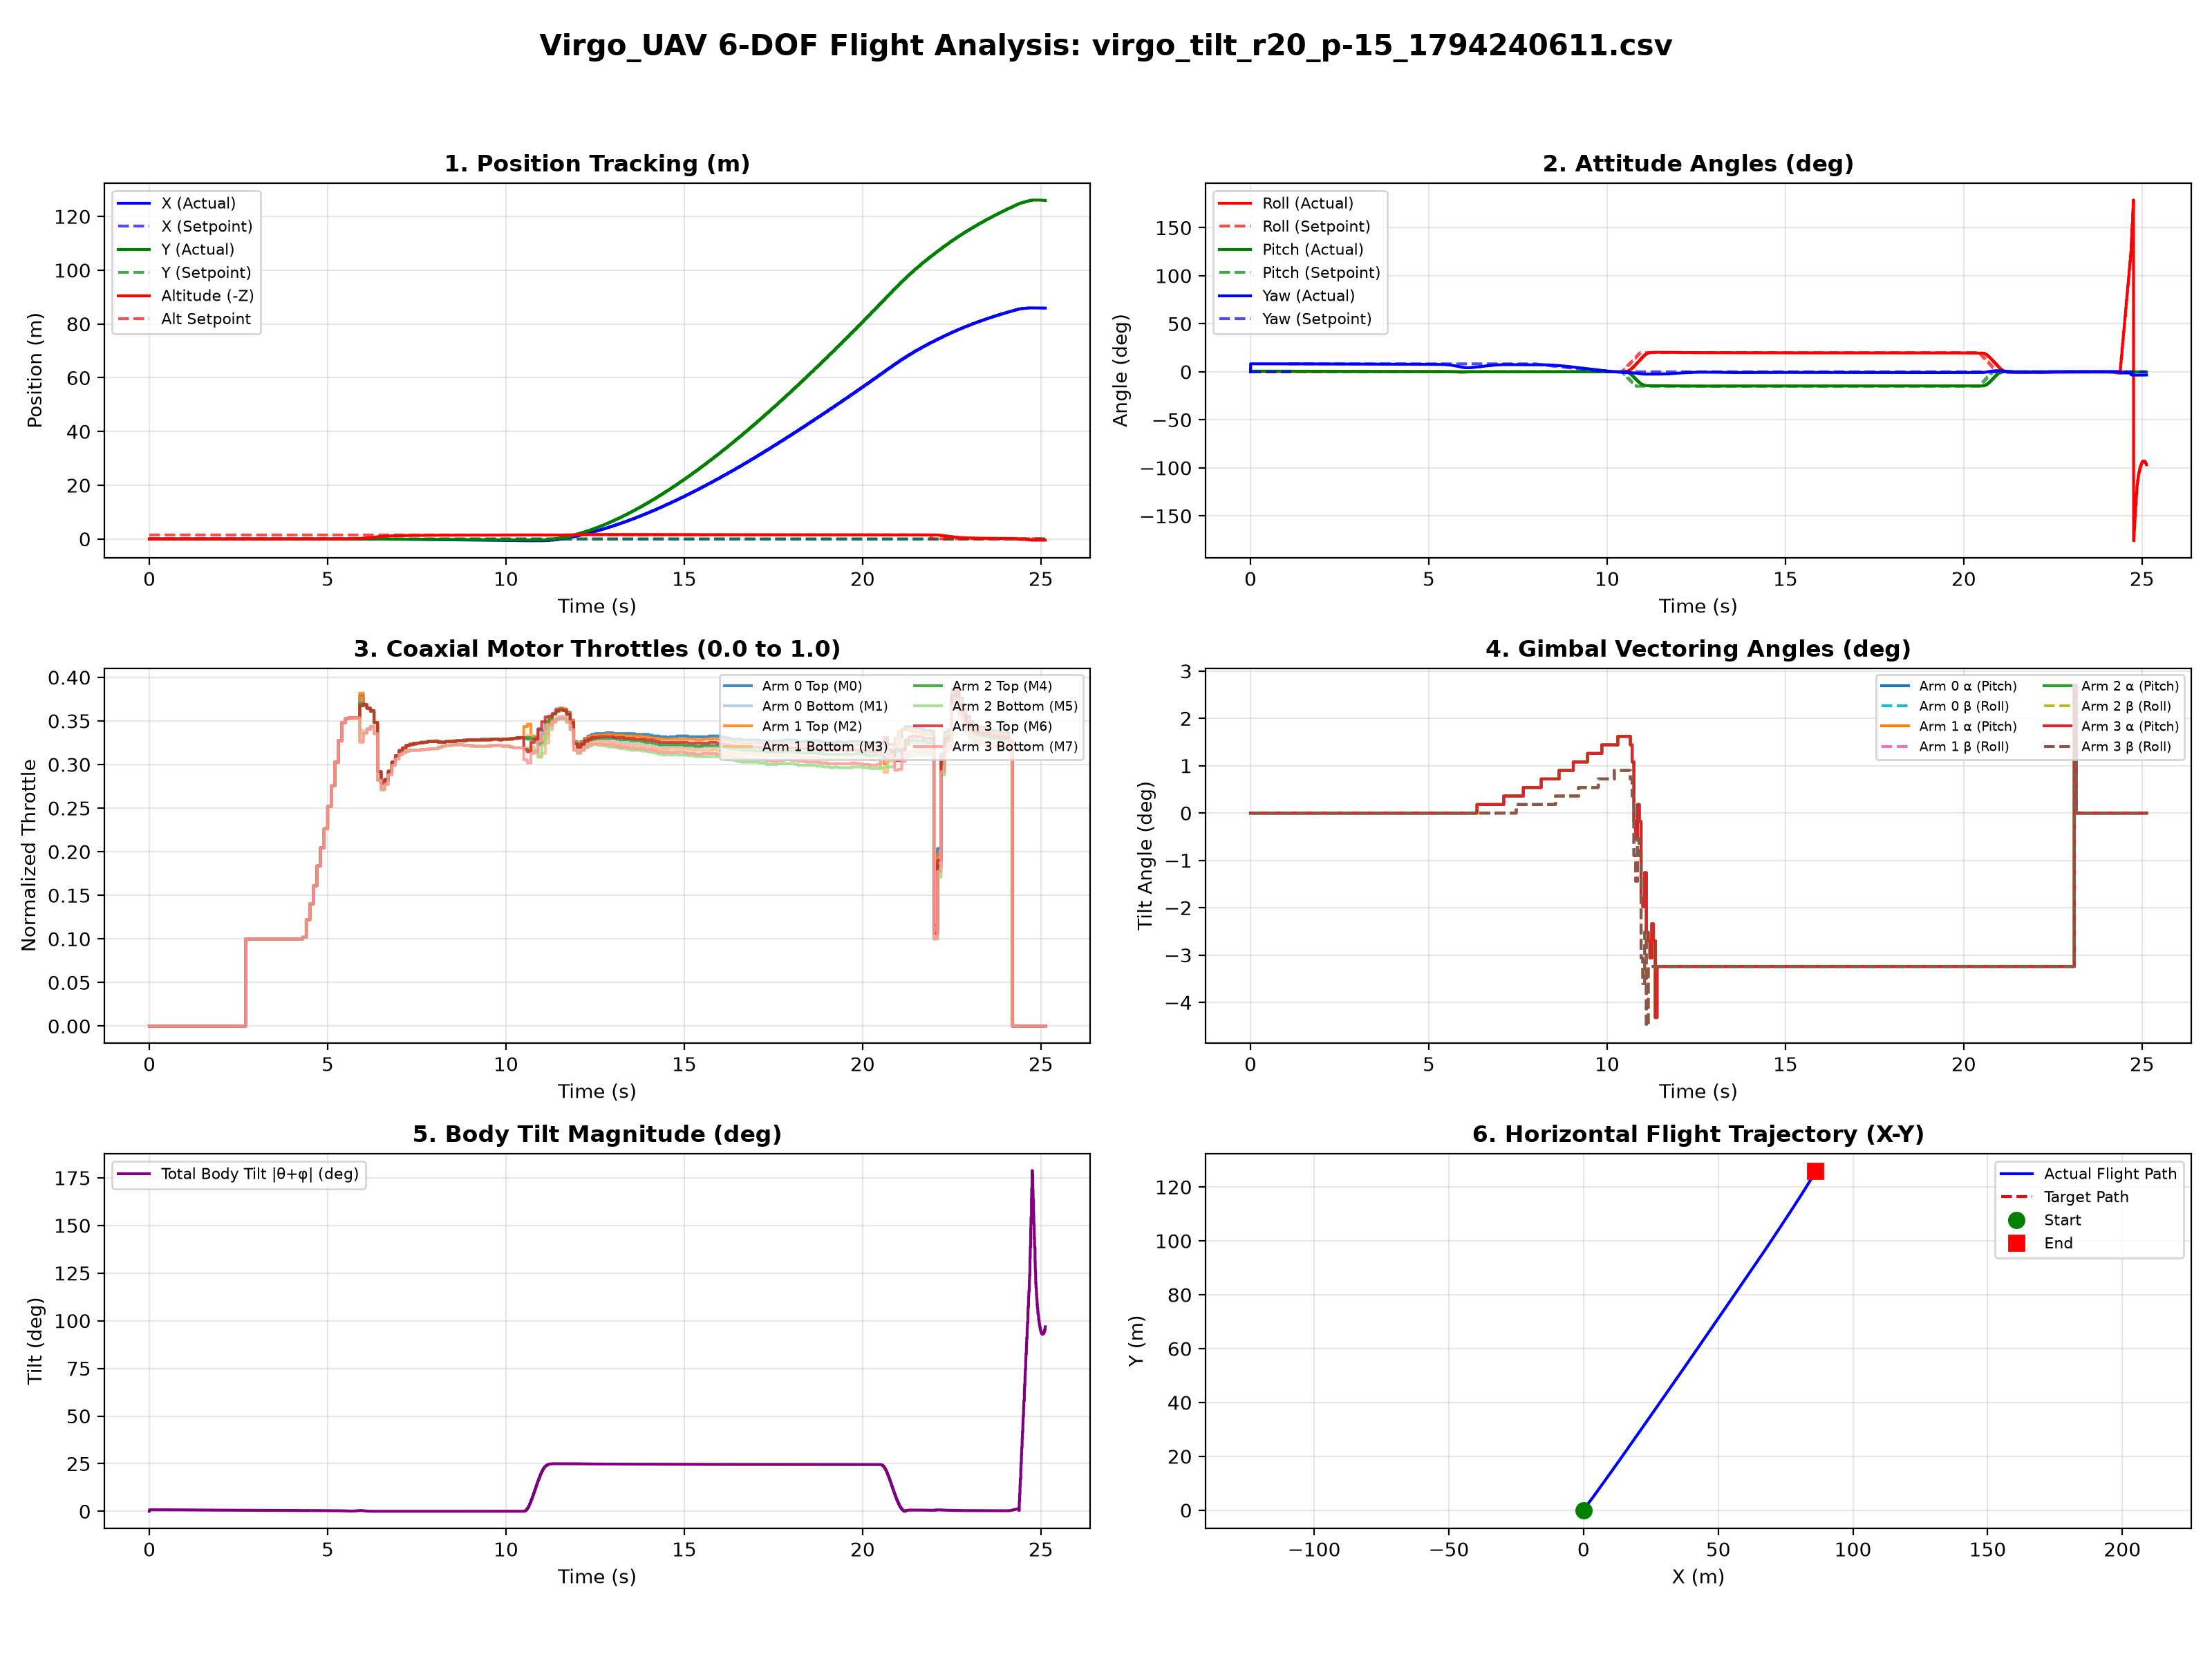 Virgo_UAV 6-DOF Flight Analysis: virgo_tilt_r20_p-15_1794240611.csv
1. Position Tracking (m)
Position (m)
120
100
80
60
40
20
0
X (Actual)
X (Setpoint)
Y (Actual)
Y (Setpoint)
Altitude (-Z)
Alt Setpoint
0 5 10 15 20 25
Time (s)
2. Attitude Angles (deg)
Angle (deg)
150
100
50
0
−50
−100
−150
Roll (Actual)
Roll (Setpoint)
Pitch (Actual)
Pitch (Setpoint)
Yaw (Actual)
Yaw (Setpoint)
0 5 10 15 20 25
Time (s)
3. Coaxial Motor Throttles (0.0 to 1.0)
Normalized Throttle
0.40
0.35
0.30
0.25
0.20
0.15
0.10
0.05
0.00
Arm 0 Top (M0) Arm 2 Top (M4)
Arm 0 Bottom (M1) Arm 2 Bottom (M5)
Arm 1 Top (M2) Arm 3 Top (M6)
Arm 1 Bottom (M3) Arm 3 Bottom (M7)
0 5 10 15 20 25
Time (s)
4. Gimbal Vectoring Angles (deg)
Tilt Angle (deg)
3
2
1
0
−1
−2
−3
−4
Arm 0 α (Pitch) Arm 2 α (Pitch)
Arm 0 β (Roll) Arm 2 β (Roll)
Arm 1 α (Pitch) Arm 3 α (Pitch)
Arm 1 β (Roll) Arm 3 β (Roll)
0 5 10 15 20 25
Time (s)
5. Body Tilt Magnitude (deg)
Tilt (deg)
175
150
125
100
75
50
25
0
Total Body Tilt |θ+φ| (deg)
0 5 10 15 20 25
Time (s)
6. Horizontal Flight Trajectory (X-Y)
Y (m)
120
100
80
60
40
20
0
Actual Flight Path
Target Path
Start
End
−100 −50 0 50 100 150 200
X (m)